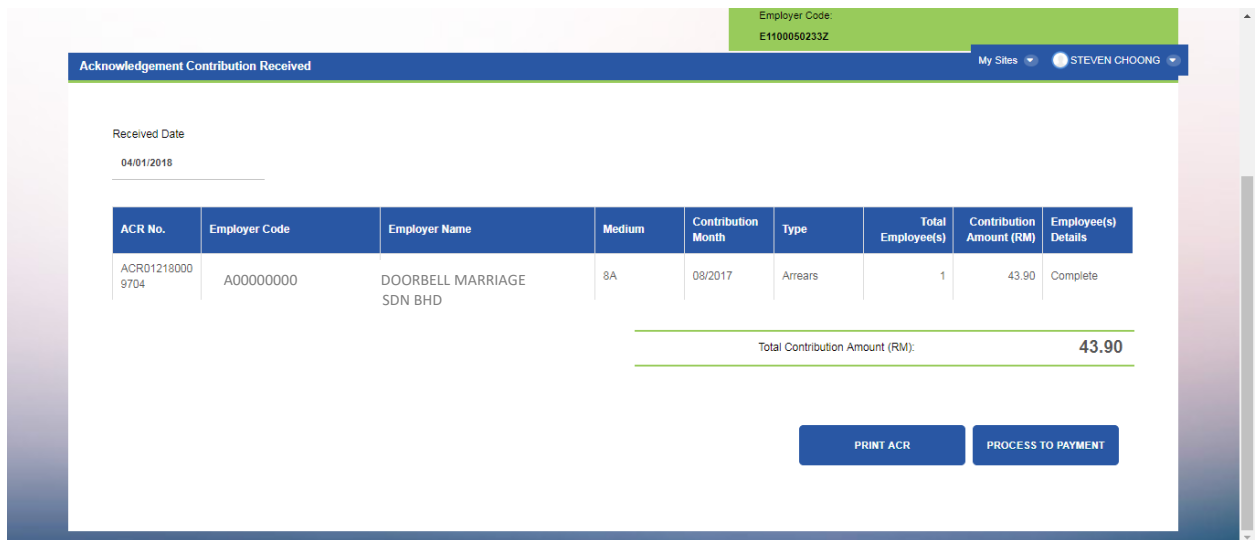 Employer Code:
E1100050233Z
My Sites STEVEN CHOONG
Acknowledgement Contribution Received
Received Date
04/01/2018
ACR No. Employer Code Employer Name Medium Contribution Month Type Total Employee(s) Contribution Amount (RM) Employee(s) Details
ACR01218000
9704 A00000000 DOORBELL MARRIAGE
SDN BHD 8A 08/2017 Arrears 1 43.90 Complete
Total Contribution Amount (RM): 43.90
PRINT ACR PROCESS TO PAYMENT